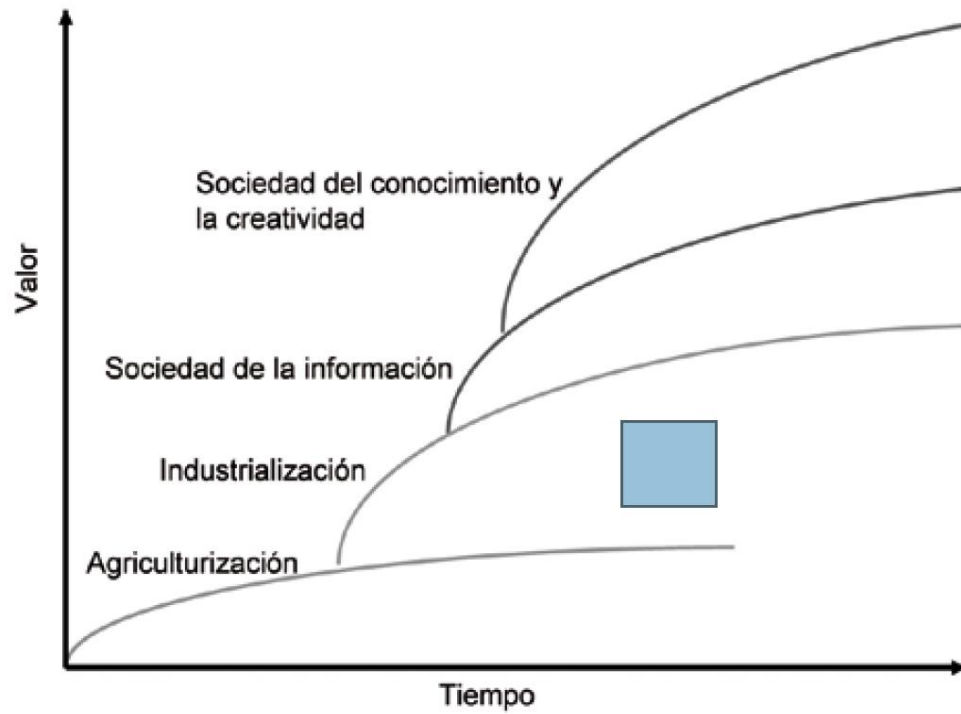 Sociedad del conocimiento y
la creatividad
Valor
Sociedad de la información
Industrialización
Agriculturización
Tiempo